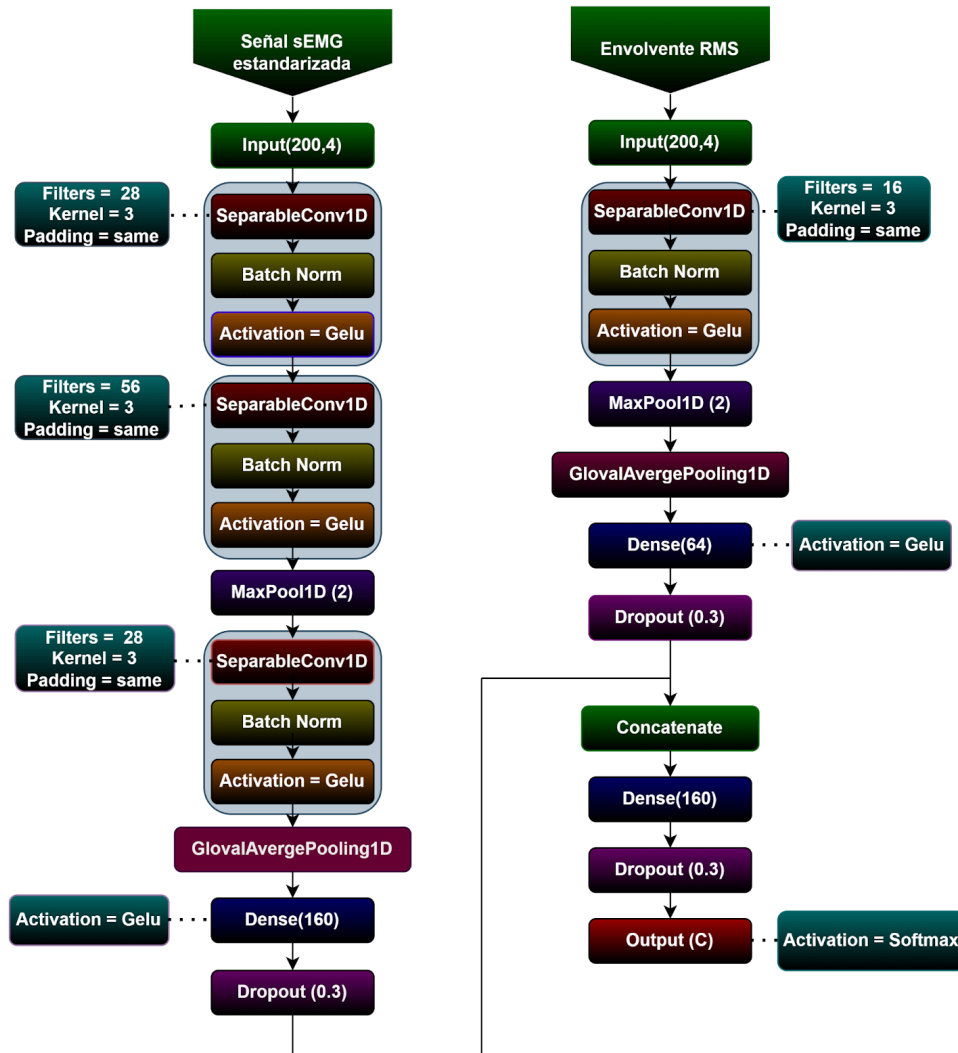 Señal sEMG
estandarizada
Input(200,4)
Filters = 28
Kernel = 3
Padding = same
SeparableConv1D
Batch Norm
Activation = Gelu
Filters = 56
Kernel = 3
Padding = same
SeparableConv1D
Batch Norm
Activation = Gelu
MaxPool1D (2)
Filters = 28
Kernel = 3
Padding = same
SeparableConv1D
Batch Norm
Activation = Gelu
GlovalAvergePooling1D
Activation = Gelu
Dense(160)
Dropout (0.3)
Envolvente RMS
Input(200,4)
SeparableConv1D
Filters = 16
Kernel = 3
Padding = same
Batch Norm
Activation = Gelu
MaxPool1D (2)
GlovalAvergePooling1D
Dense(64)
Activation = Gelu
Dropout (0.3)
Concatenate
Dense(160)
Dropout (0.3)
Output (C)
Activation = Softmax